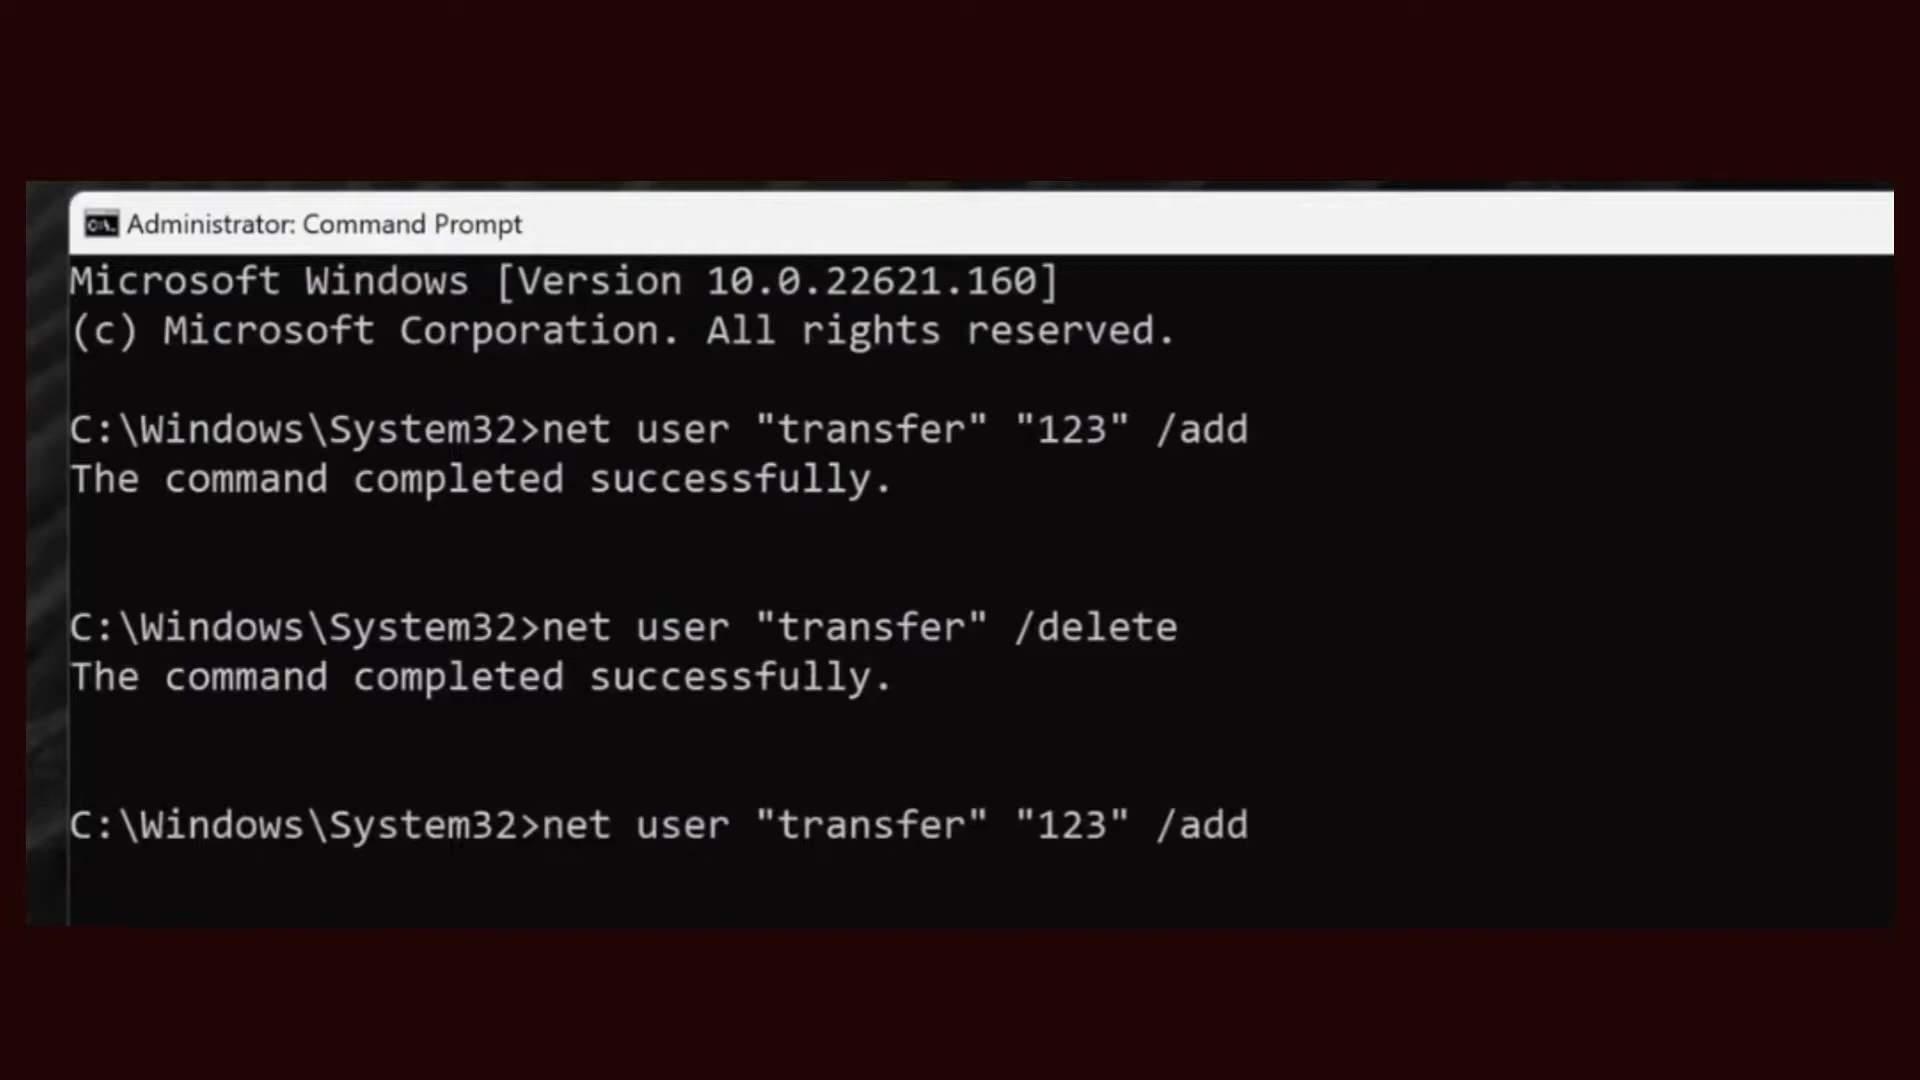 Administrator: Command Prompt
Microsoft Windows [Version 10.0.22621.160]
(c) Microsoft Corporation. All rights reserved.
C:\Windows\System32>net user "transfer" "123" /add
The command completed successfully.
C:\Windows\System32>net user "transfer" /delete
The command completed successfully.
C:\Windows\System32>net user "transfer" "123" /add